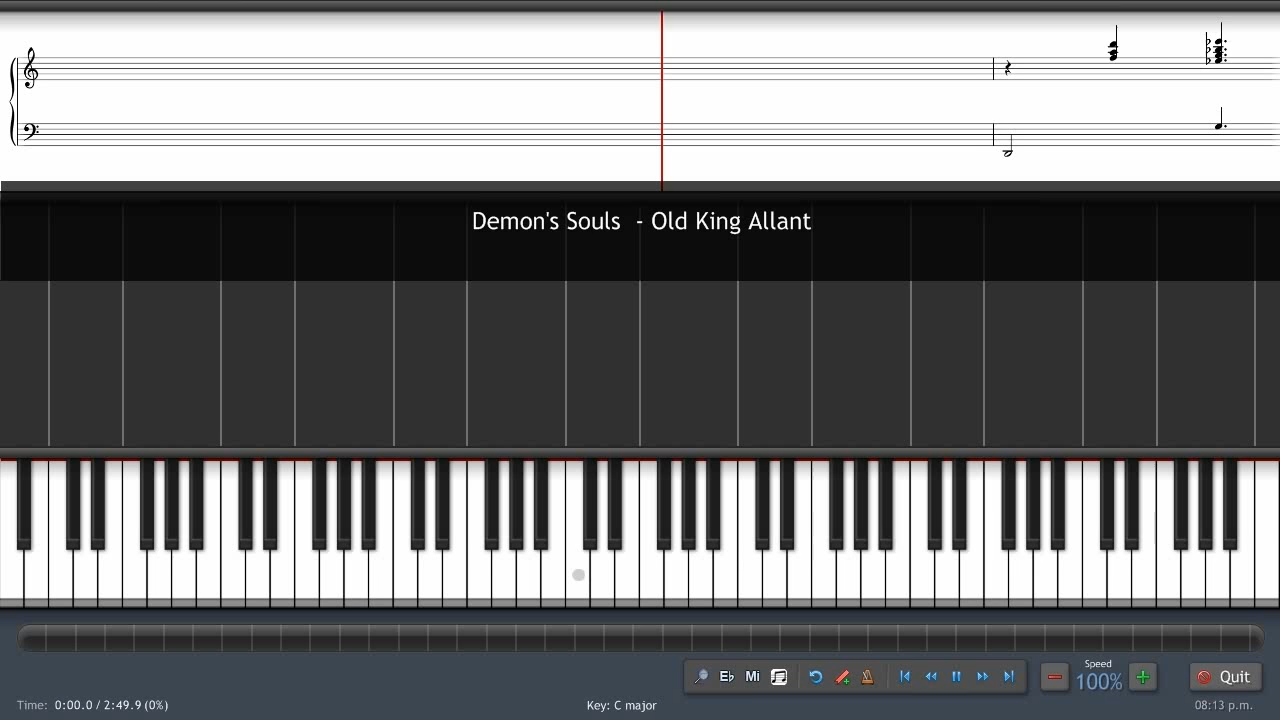 Demon's Souls - Old King Allant
Speed
E♭ Mi 100% Quit
Time: 0:00.0 / 2:49.9 (0%) Key: C major 08:13 p.m.